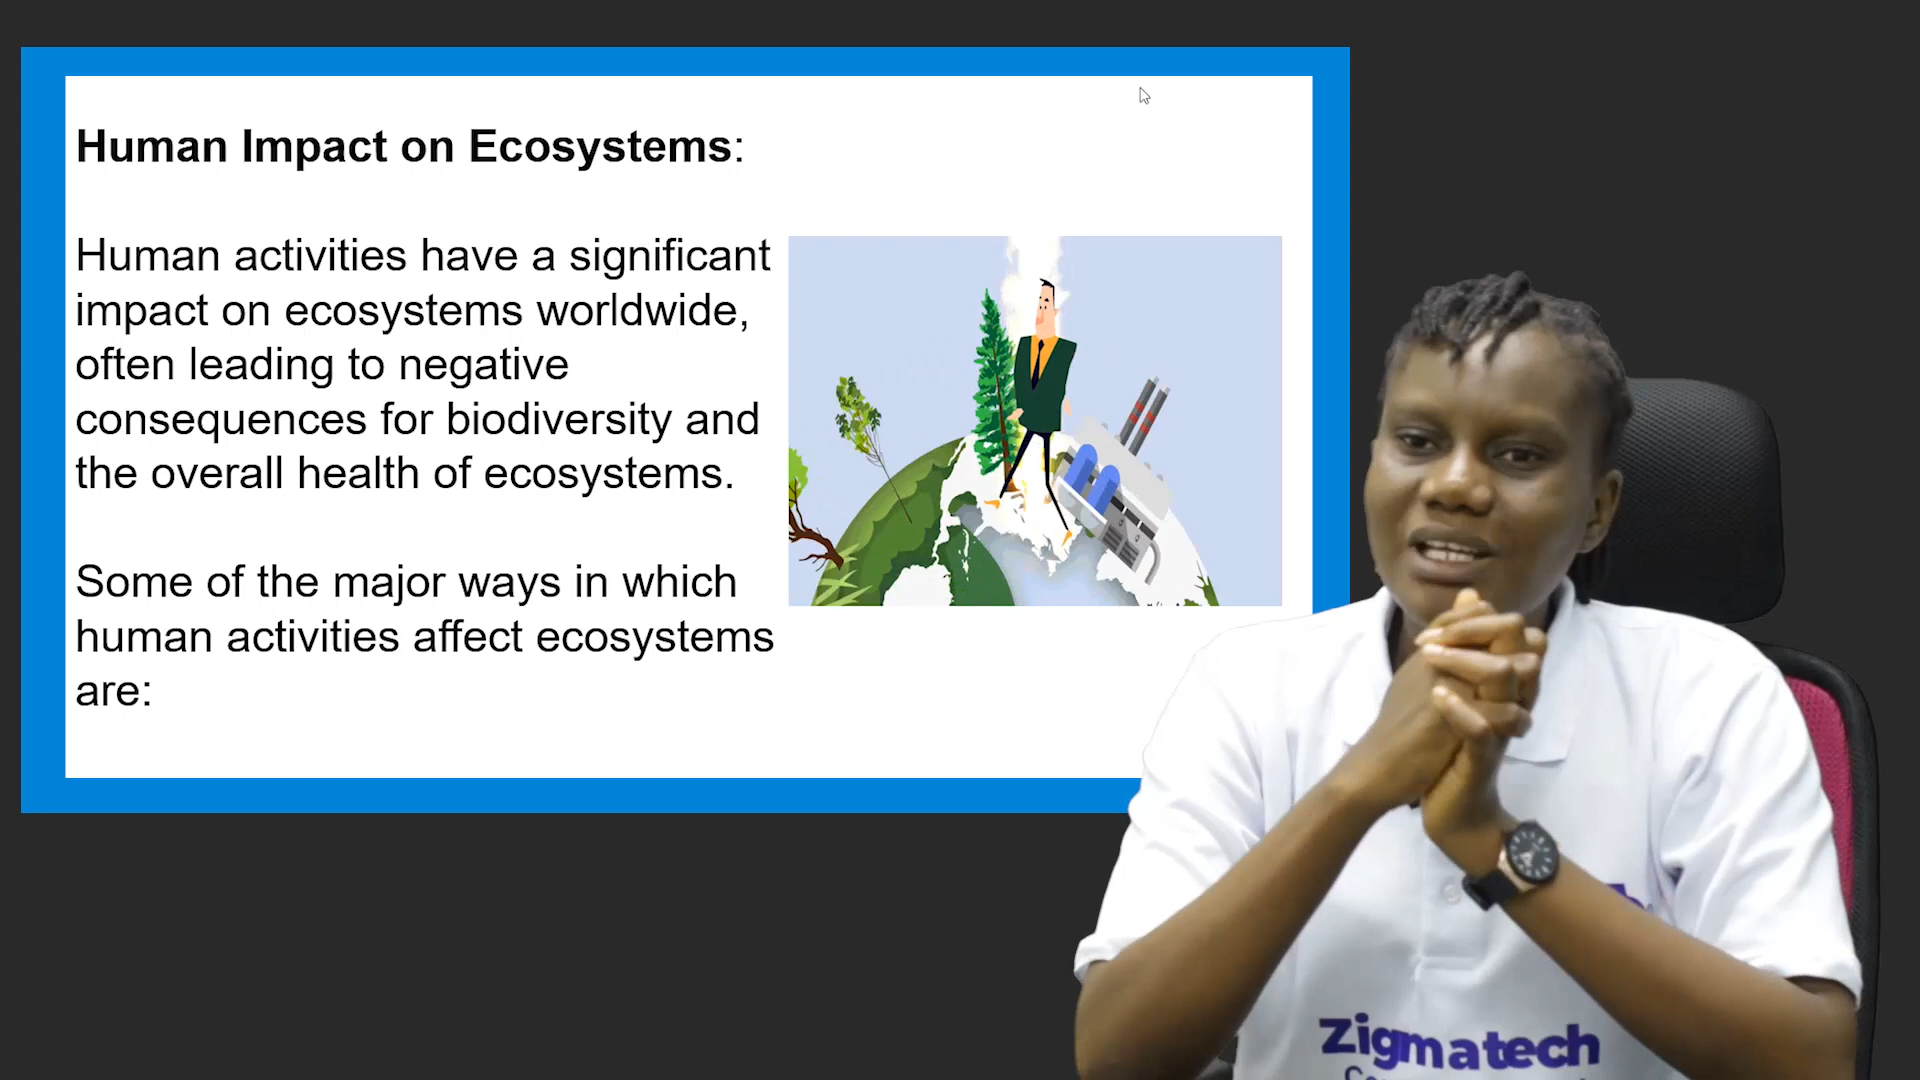 Human Impact on Ecosystems:
Human activities have a significant
impact on ecosystems worldwide,
often leading to negative
consequences for biodiversity and
the overall health of ecosystems.
Some of the major ways in which
human activities affect ecosystems
are:
Zigmatech